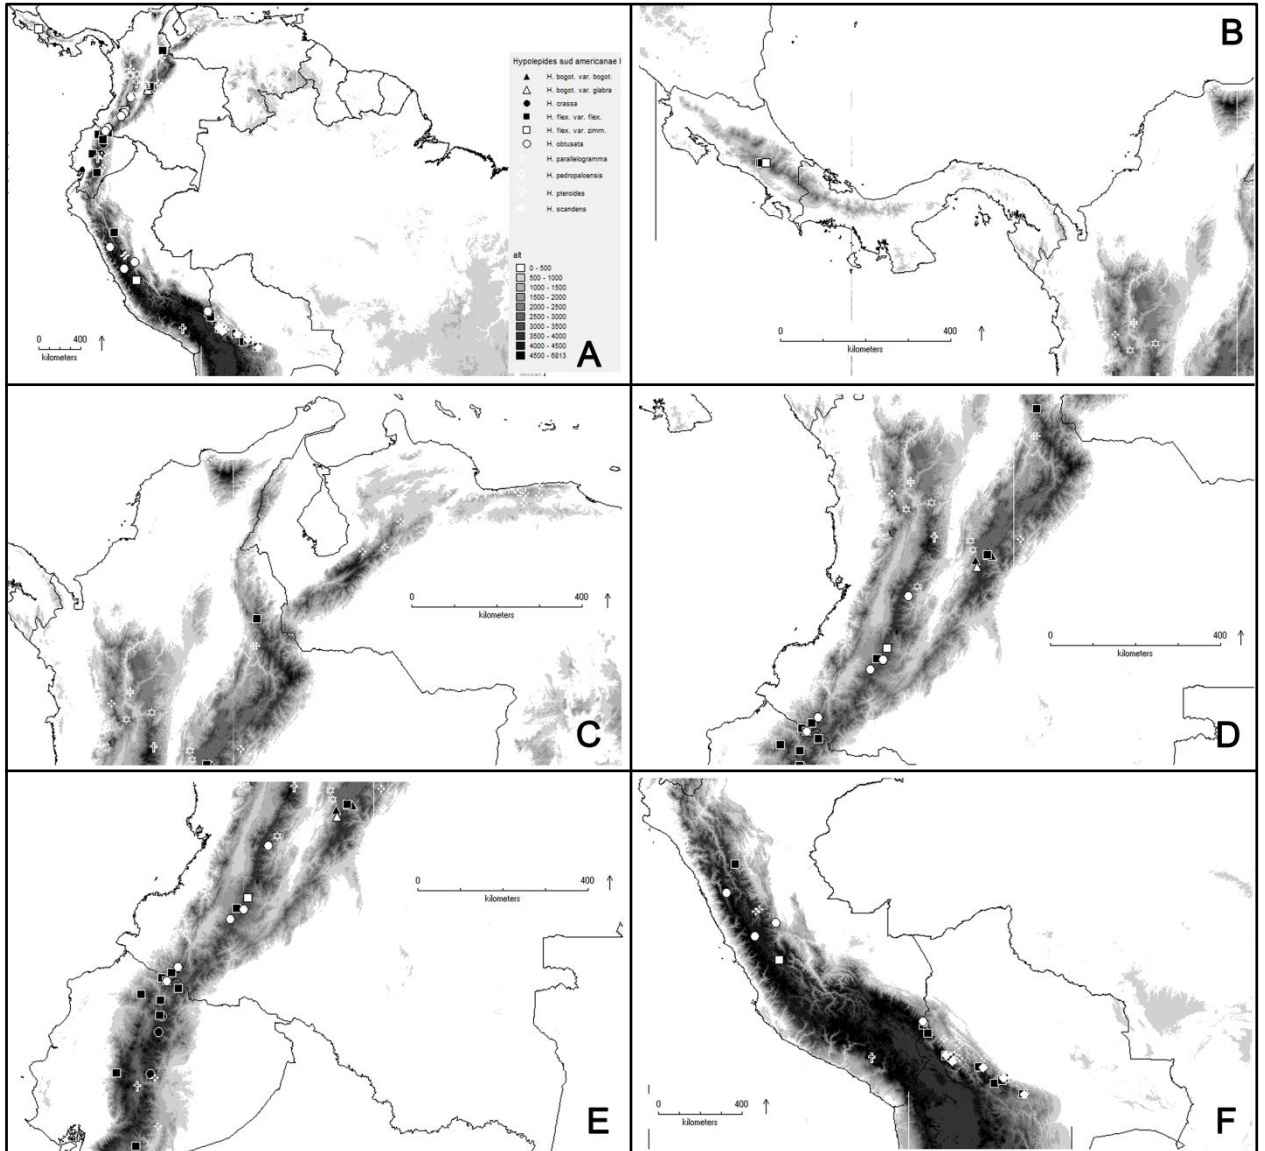 Hypolepides sud americanae I
H. bogot. var. bogot.
H. bogot. var. glabra
H. crassa
H. flex. var. flex.
H. flex. var. zimm.
H. obtusata
H. parallelogramma
H. pedropaloensis
H. pteroides
H. scandens
alt
0 - 500
500 - 1000
1000 - 1500
1500 - 2000
2000 - 2500
2500 - 3000
3000 - 3500
3500 - 4000
4000 - 4500
4500 - 6813
0 400
kilometers
A
B
0 400
kilometers
0 400
kilometers
C
0 400
kilometers
D
0 400
kilometers
E
0 400
kilometers
F